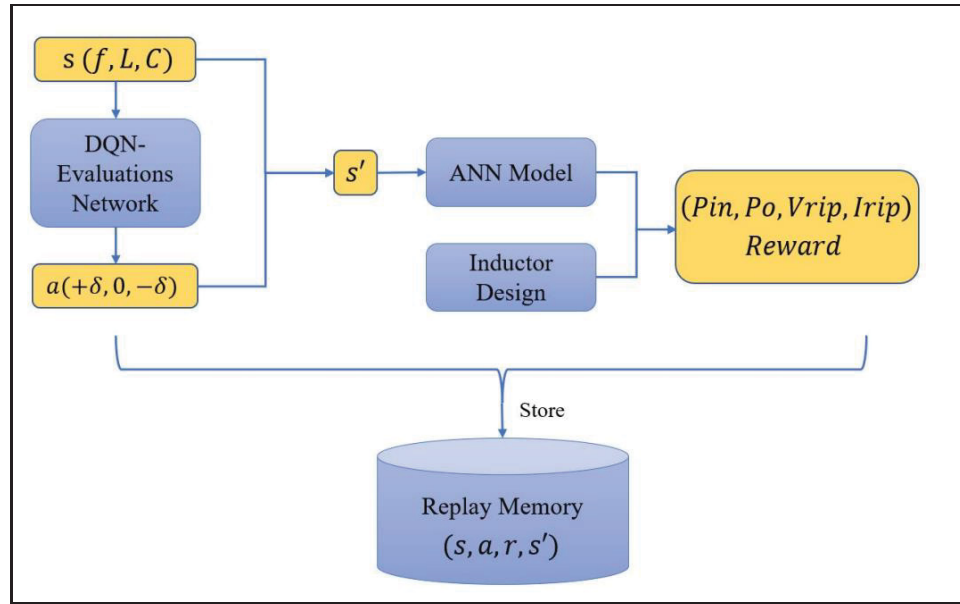 s (f, L, C)
DQN-
Evaluations
Network
a(+δ, 0, −δ)
s′
ANN Model
Inductor
Design
(Pin, Po, Vrip, Irip)
Reward
Store
Replay Memory
(s, a, r, s′)